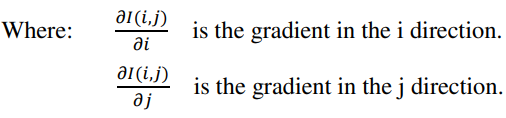 Where: ∂I(i,j)/∂i is the gradient in the i direction.
∂I(i,j)/∂j is the gradient in the j direction.